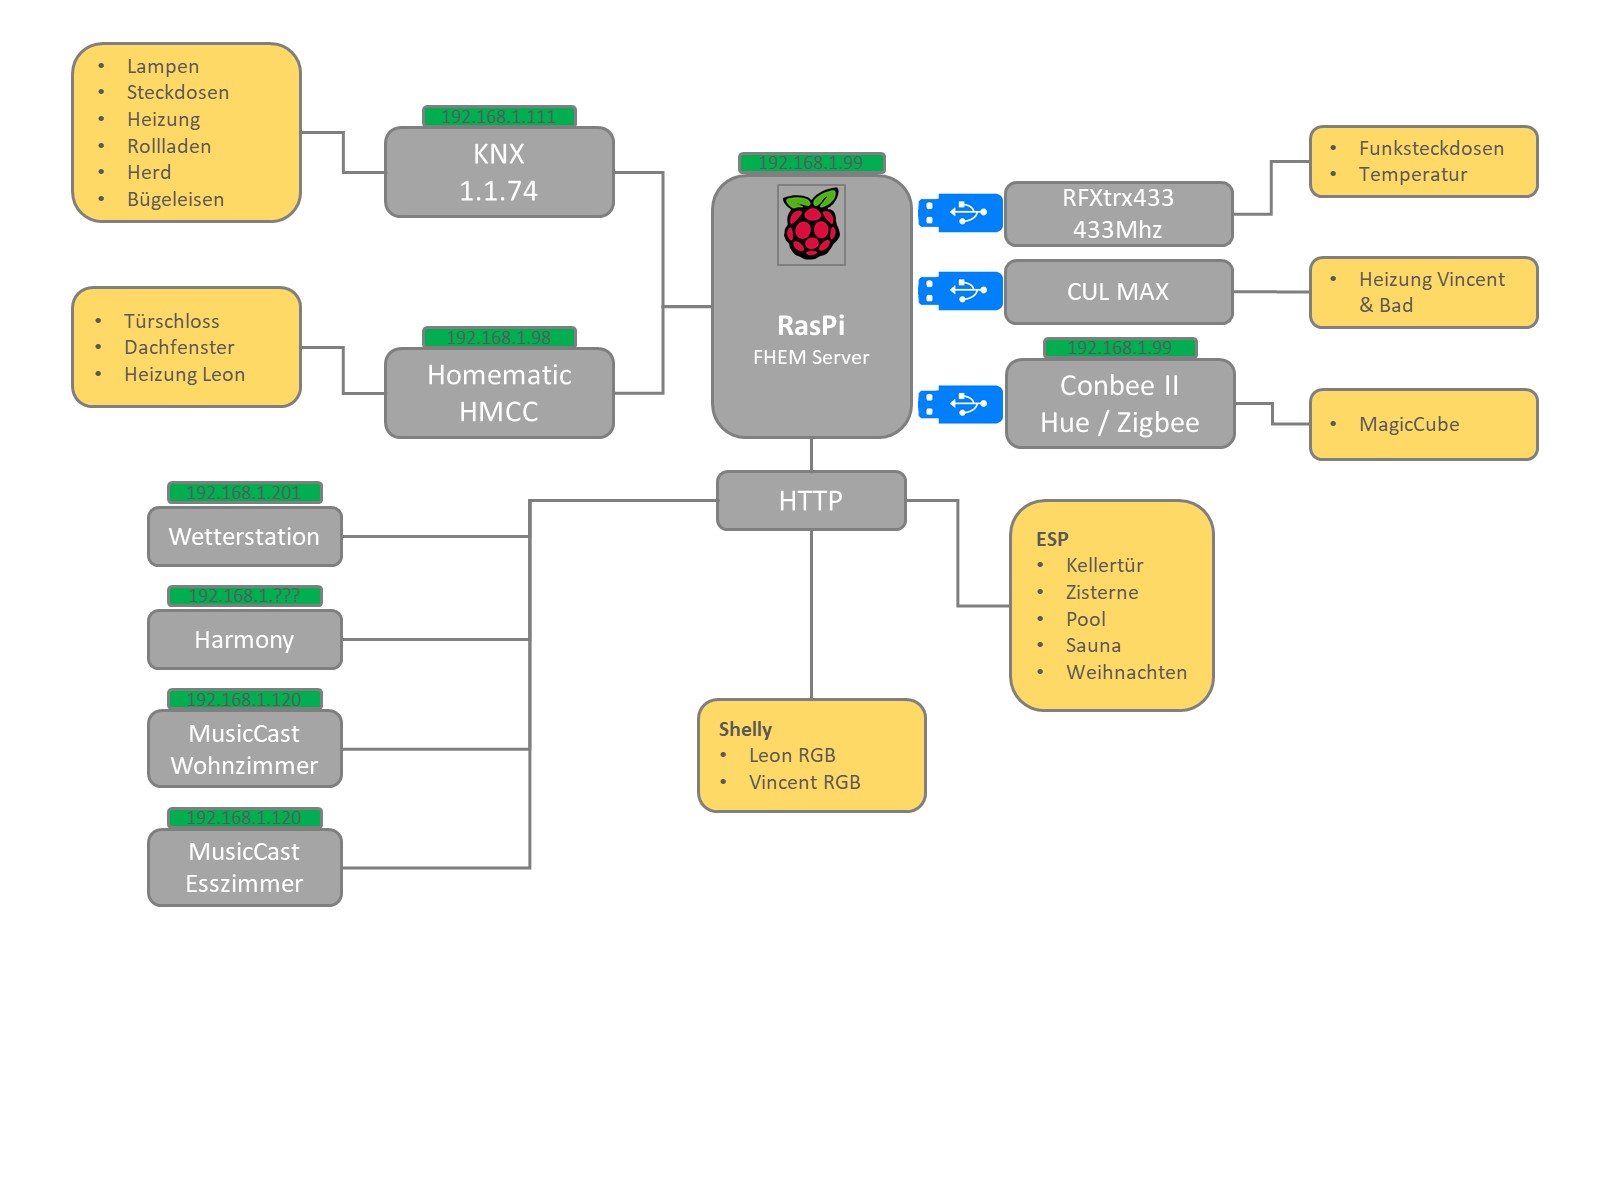 • Lampen
• Steckdosen
• Heizung
• Rollladen
• Herd
• Bügeleisen
192.168.1.111
KNX
1.1.74
• Türschloss
• Dachfenster
• Heizung Leon
192.168.1.98
Homematic
HMCC
192.168.1.99
RasPi
FHEM Server
RFXtrx433
433Mhz
• Funksteckdosen
• Temperatur
CUL MAX
• Heizung Vincent
& Bad
192.168.1.99
Conbee II
Hue / Zigbee
• MagicCube
HTTP
192.168.1.201
Wetterstation
192.168.1.???
Harmony
192.168.1.120
MusicCast
Wohnzimmer
192.168.1.120
MusicCast
Esszimmer
Shelly
• Leon RGB
• Vincent RGB
ESP
• Kellertür
• Zisterne
• Pool
• Sauna
• Weihnachten